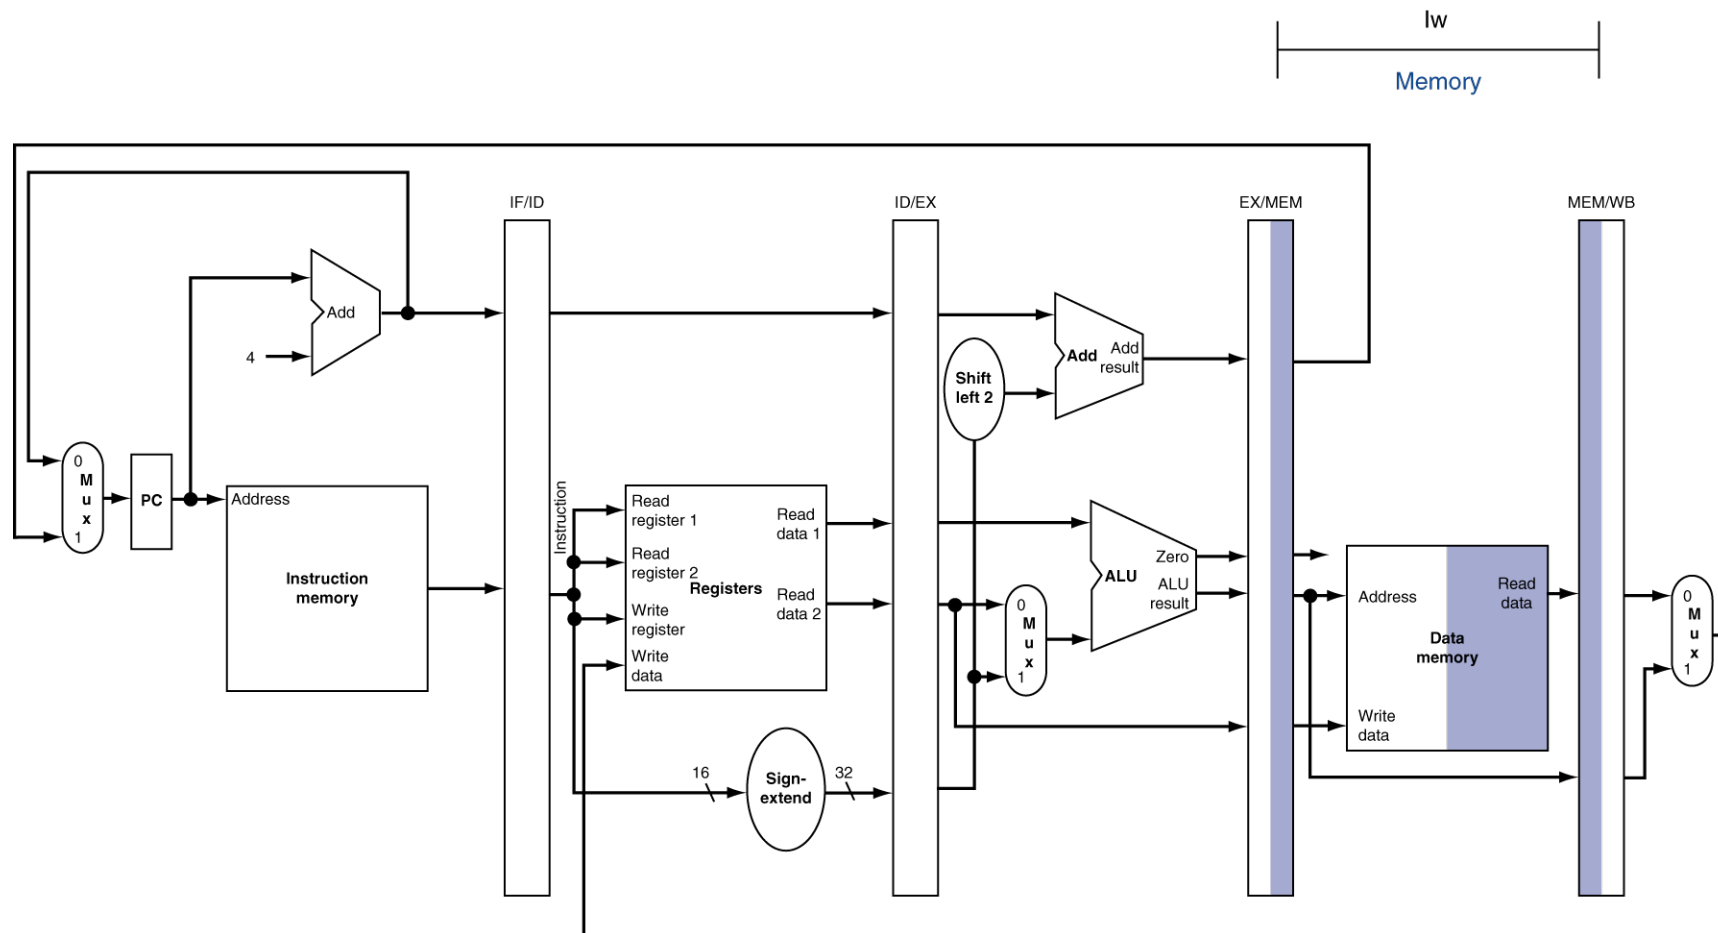 lw
Memory
IF/ID
ID/EX
EX/MEM
MEM/WB
Add
4
Add
Add
result
Shift
left 2
0
M
u
x
1
PC
Address
Instruction
memory
Instruction
Read
register 1
Read
register 2
Write
register
Write
data
Registers
Read
data 1
Read
data 2
16
Sign-
extend
32
0
M
u
x
1
ALU
Zero
ALU
result
Address
Read
data
Data
memory
Write
data
0
M
u
x
1